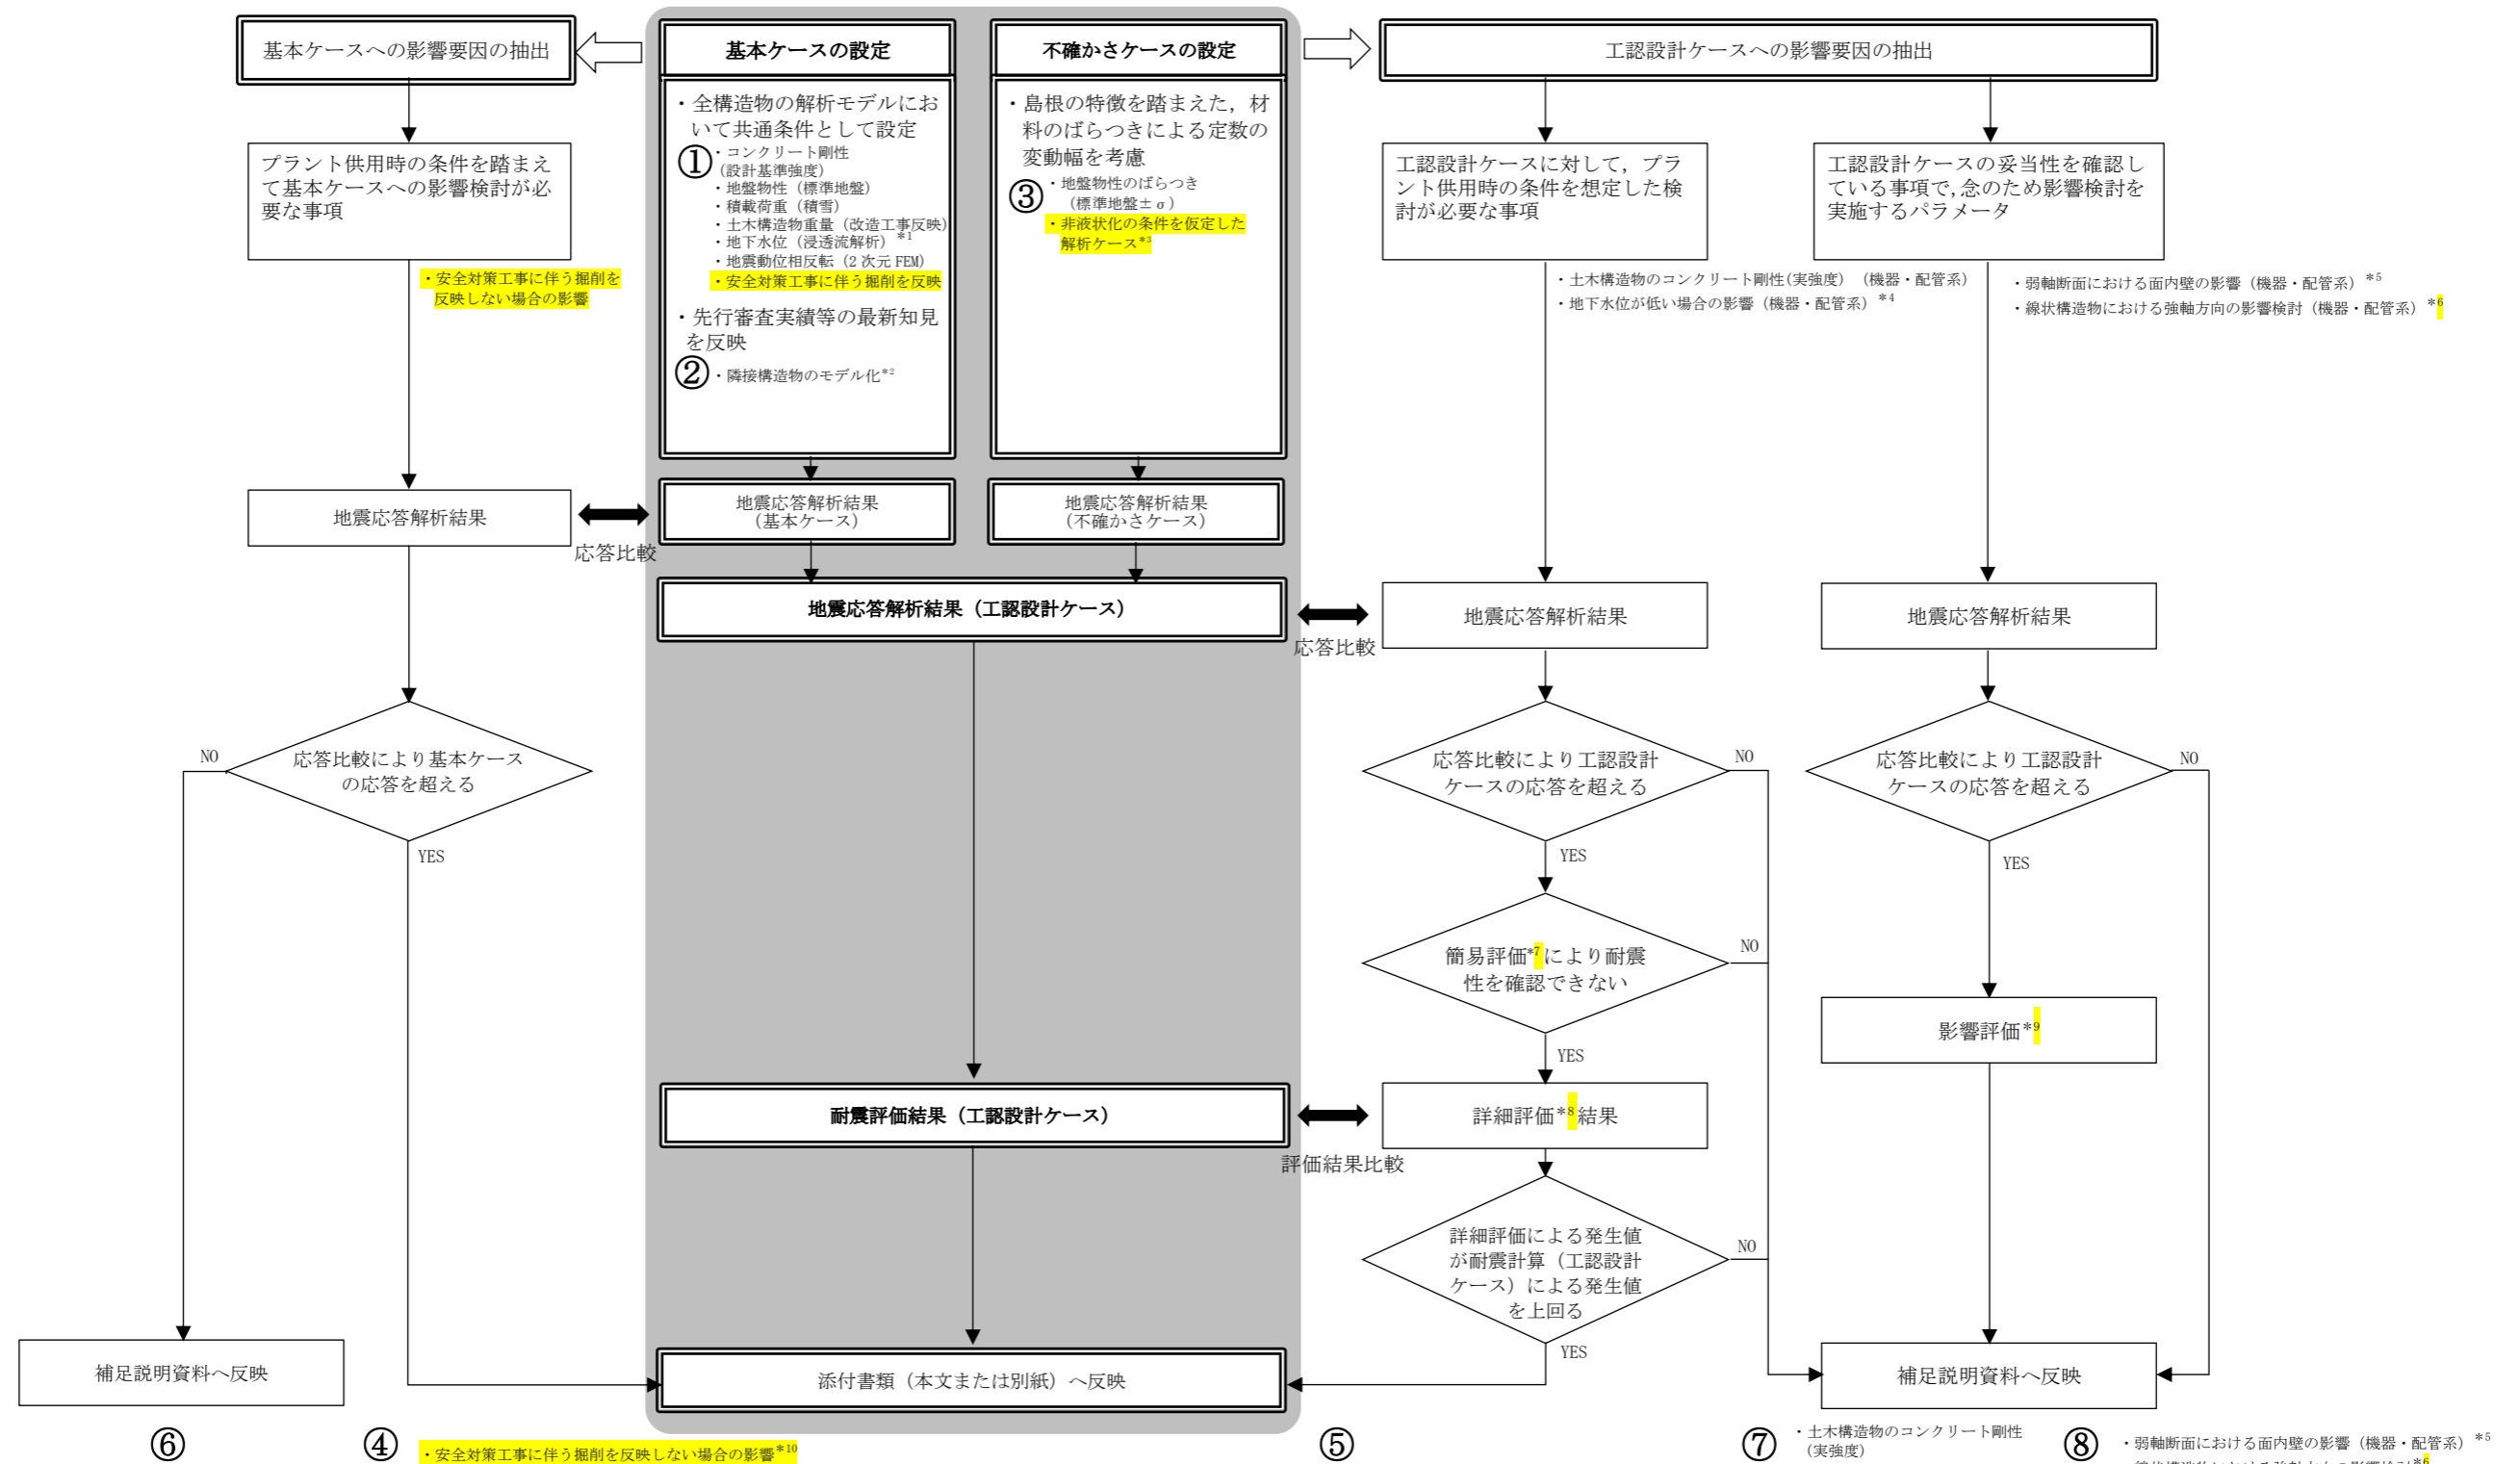 基本ケースへの影響要因の抽出
基本ケースの設定
不確かさケースの設定
工認設計ケースへの影響要因の抽出
プラント供用時の条件を踏まえ
て基本ケースへの影響検討が必
要な事項
・安全対策工事に伴う掘削を
反映しない場合の影響
・全構造物の解析モデルにお
いて共通条件として設定
①
・コンクリート剛性
(設計基準強度)
・地盤物性（標準地盤）
・積載荷重（積雪）
・土木構造物重量（改造工事反映）
・地下水位（浸透流解析）*1
・地震動位相反転（2 次元 FEM）
・安全対策工事に伴う掘削を反映
・先行審査実績等の最新知見
を反映
②
・隣接構造物のモデル化*2
・島根の特徴を踏まえた，材
料のばらつきによる定数の
変動幅を考慮
③
・地盤物性のばらつき
（標準地盤±σ）
・非液状化の条件を仮定した
解析ケース*3
工認設計ケースに対して，プラ
ント供用時の条件を想定した検
討が必要な事項
・土木構造物のコンクリート剛性(実強度)（機器・配管系）
・地下水位が低い場合の影響（機器・配管系）*4
工認設計ケースの妥当性を確認し
ている事項で,念のため影響検討を
実施するパラメータ
・弱軸断面における面内壁の影響（機器・配管系）*5
・線状構造物における強軸方向の影響検討（機器・配管系）*6
地震応答解析結果
応答比較
地震応答解析結果
（基本ケース）
地震応答解析結果
（不確かさケース）
地震応答解析結果（工認設計ケース）
応答比較
地震応答解析結果
地震応答解析結果
応答比較により基本ケース
の応答を超える
NO
YES
応答比較により工認設計
ケースの応答を超える
NO
YES
応答比較により工認設計
ケースの応答を超える
NO
YES
簡易評価*7により耐震
性を確認できない
NO
YES
影響評価*9
耐震評価結果（工認設計ケース）
評価結果比較
詳細評価*8結果
詳細評価による発生値
が耐震計算（工認設計
ケース）による発生値
を上回る
NO
YES
補足説明資料へ反映
添付書類（本文または別紙）へ反映
補足説明資料へ反映
⑥
④
・安全対策工事に伴う掘削を反映しない場合の影響*10
⑤
⑦
・土木構造物のコンクリート剛性
（実強度）
⑧
・弱軸断面における面内壁の影響（機器・配管系）*5